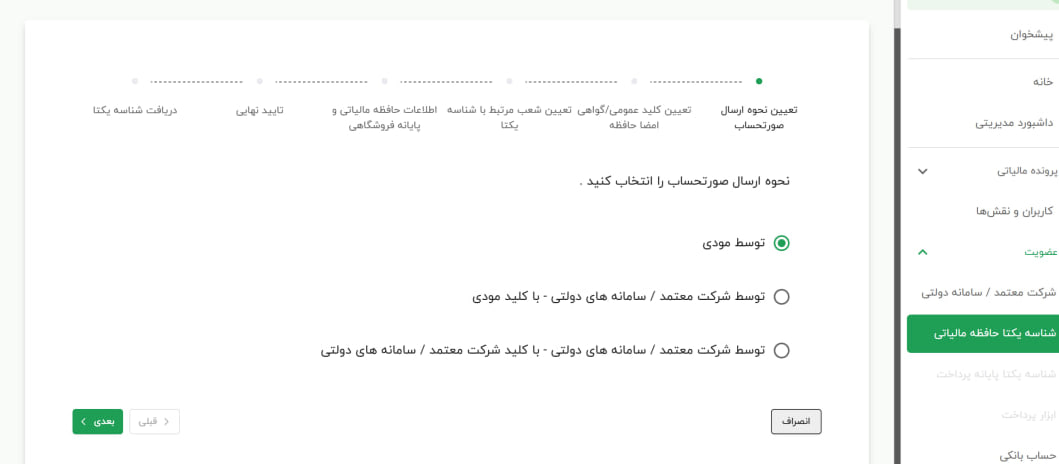 پیشخوان
خانه
داشبورد مدیریتی
پرونده مالیاتی
کاربران و نقش‌ها
عضویت
شرکت معتمد / سامانه دولتی
شناسه یکتا حافظه مالیاتی
شناسه یکتا پایانه پرداخت
ابزار پرداخت
حساب بانکی
تعیین نحوه ارسال
صورتحساب
تعیین کلید عمومی/گواهی
امضا حافظه
تعیین شعب مرتبط با شناسه
یکتا
اطلاعات حافظه مالیاتی و
پایانه فروشگاهی
تایید نهایی
دریافت شناسه یکتا
نحوه ارسال صورتحساب را انتخاب کنید .
توسط مودی
توسط شرکت معتمد / سامانه های دولتی - با کلید مودی
توسط شرکت معتمد / سامانه های دولتی - با کلید شرکت معتمد / سامانه های دولتی
انصراف
قبلی
بعدی